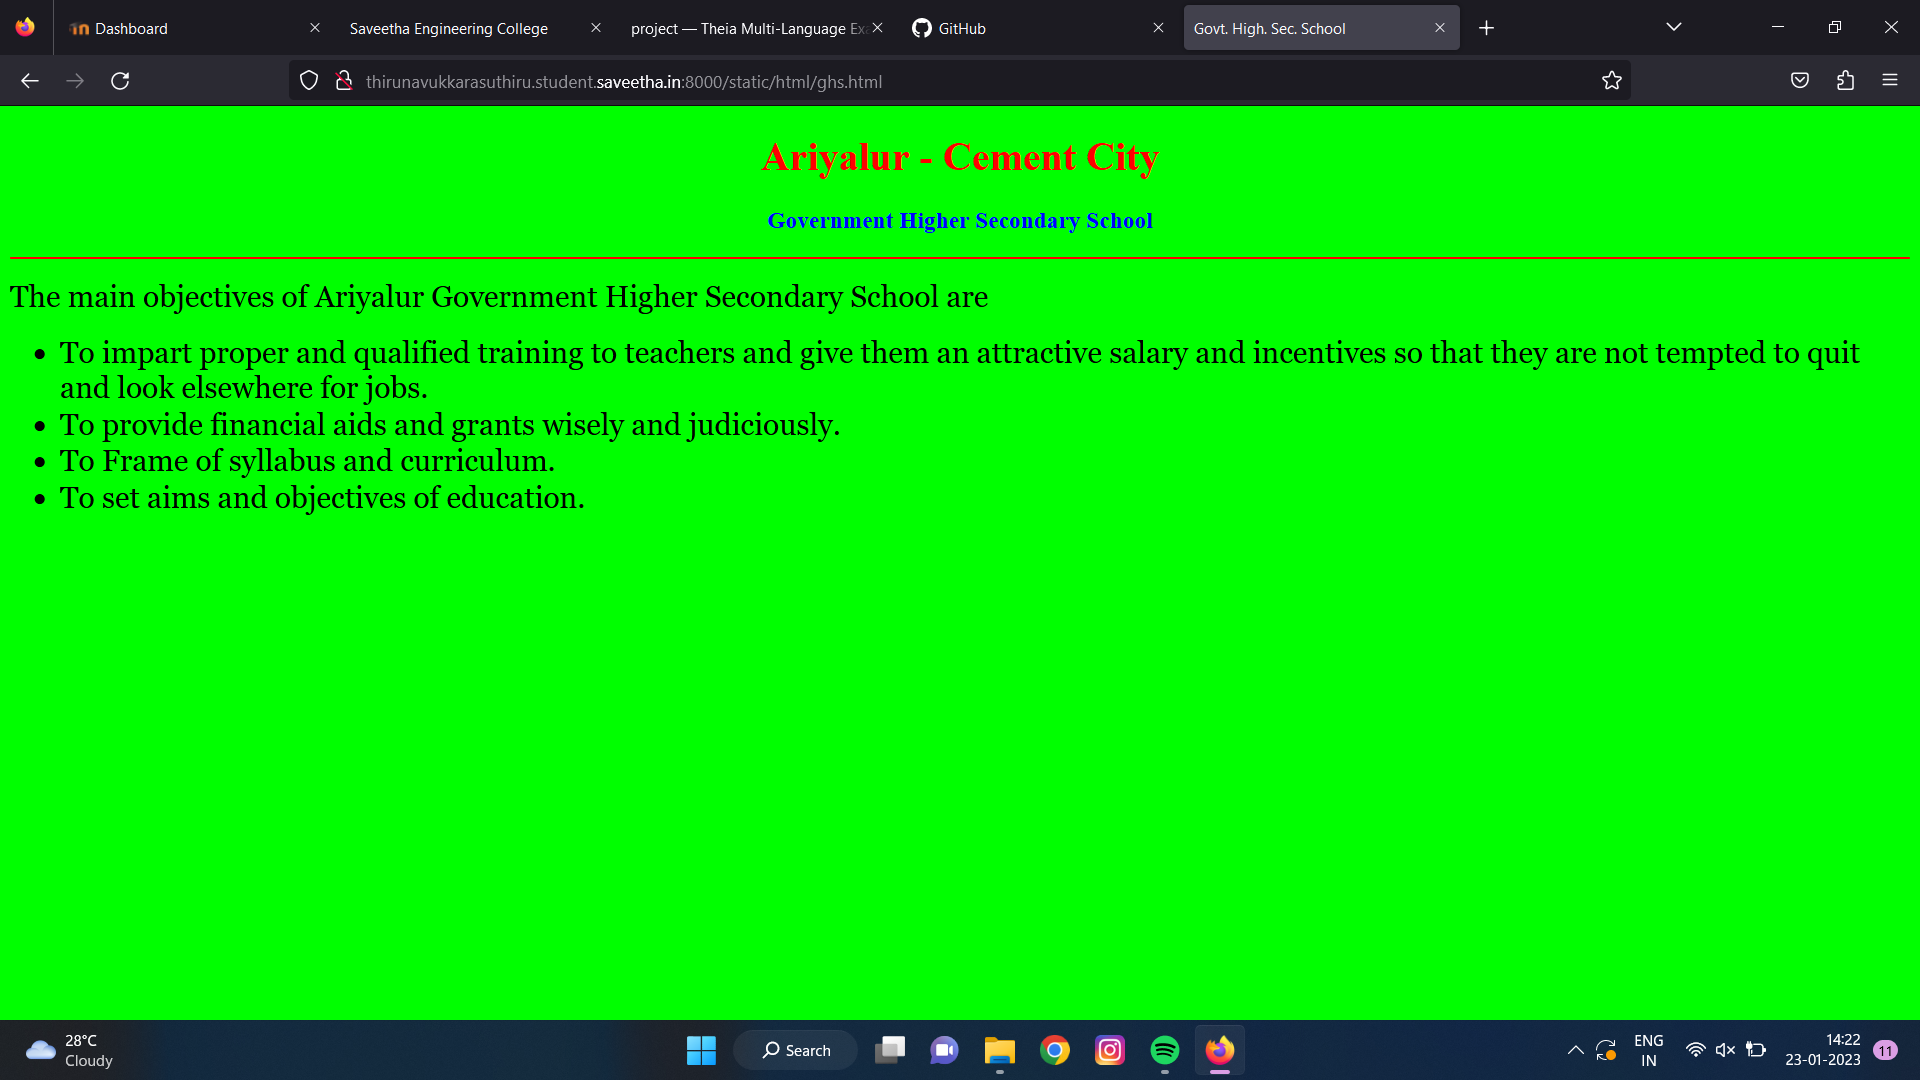 Dashboard
Saveetha Engineering College
project — Theia Multi-Language Ex
GitHub
Govt. High. Sec. School
thirunavukkarasuthiru.student.saveetha.in:8000/static/html/ghs.html
Ariyalur - Cement City
Government Higher Secondary School
The main objectives of Ariyalur Government Higher Secondary School are
• To impart proper and qualified training to teachers and give them an attractive salary and incentives so that they are not tempted to quit
and look elsewhere for jobs.
• To provide financial aids and grants wisely and judiciously.
• To Frame of syllabus and curriculum.
• To set aims and objectives of education.
28°C
Cloudy
Search
ENG
IN
14:22
23-01-2023
11